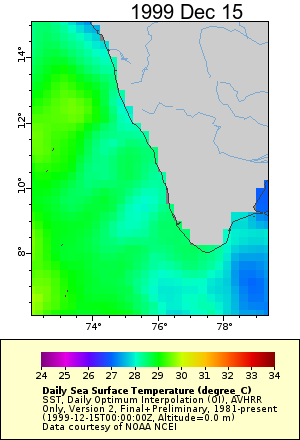 1999 Dec 15
14°
12°
10°
8°
74°
76°
78°
24 25 26 27 28 29 30 31 32 33 34
Daily Sea Surface Temperature (degree_C)
SST, Daily Optimum Interpolation (OI), AVHRR
Only, Version 2, Final+Preliminary, 1981-present
(1999-12-15T00:00:00Z, Altitude=0.0 m)
Data courtesy of NOAA NCEI